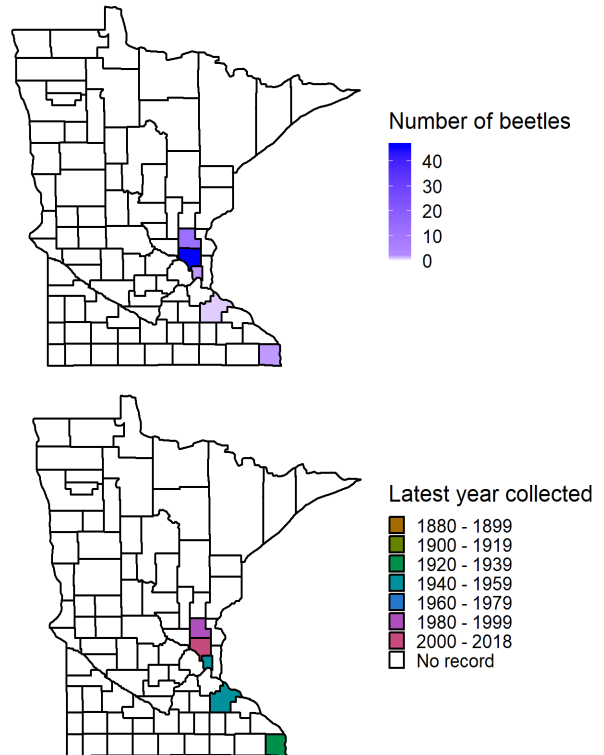 Number of beetles
40
30
20
10
0
Latest year collected
1880 - 1899
1900 - 1919
1920 - 1939
1940 - 1959
1960 - 1979
1980 - 1999
2000 - 2018
No record